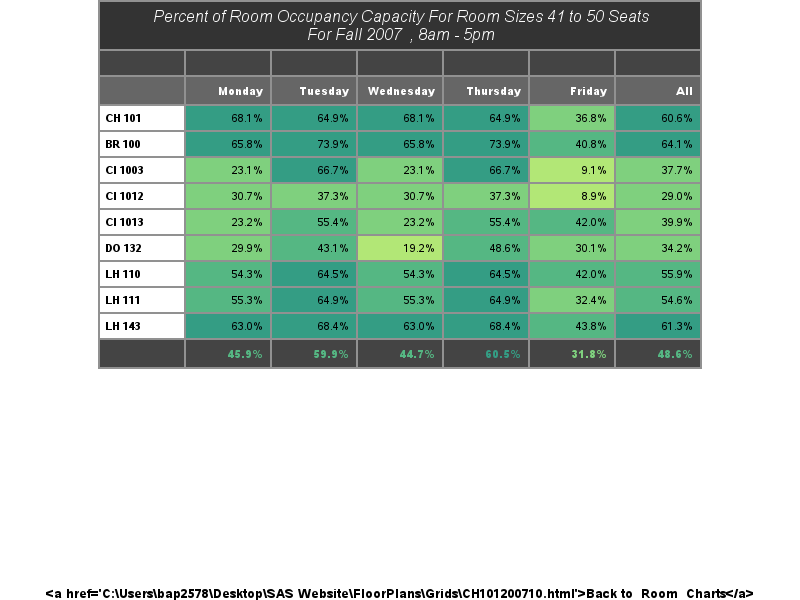 Percent of Room Occupancy Capacity For Room Sizes 41 to 50 Seats
For Fall 2007 , 8am - 5pm
Monday Tuesday Wednesday Thursday Friday All
CH 101 68.1% 64.9% 68.1% 64.9% 36.8% 60.6%
BR 100 65.8% 73.9% 65.8% 73.9% 40.8% 64.1%
CI 1003 23.1% 66.7% 23.1% 66.7% 9.1% 37.7%
CI 1012 30.7% 37.3% 30.7% 37.3% 8.9% 29.0%
CI 1013 23.2% 55.4% 23.2% 55.4% 42.0% 39.9%
DO 132 29.9% 43.1% 19.2% 48.6% 30.1% 34.2%
LH 110 54.3% 64.5% 54.3% 64.5% 42.0% 55.9%
LH 111 55.3% 64.9% 55.3% 64.9% 32.4% 54.6%
LH 143 63.0% 68.4% 63.0% 68.4% 43.8% 61.3%
45.9% 59.9% 44.7% 60.5% 31.8% 48.6%
<a href='C:\Users\bap2578\Desktop\SAS Website\FloorPlans\Grids\CH101200710.html'>Back to Room Charts</a>